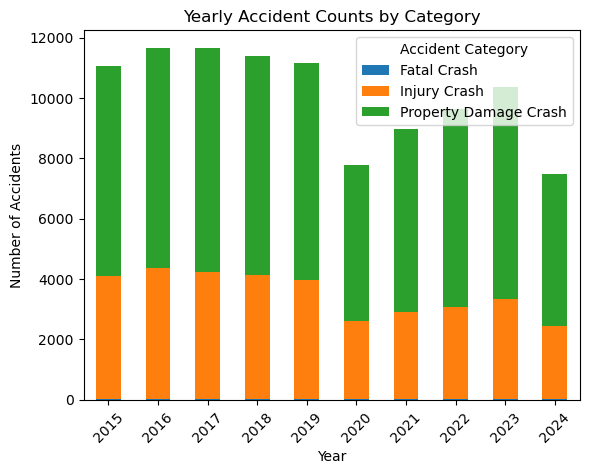 Yearly Accident Counts by Category
Accident Category
Fatal Crash
Injury Crash
Property Damage Crash
Number of Accidents
12000
10000
8000
6000
4000
2000
0
2015
2016
2017
2018
2019
2020
2021
2022
2023
2024
Year